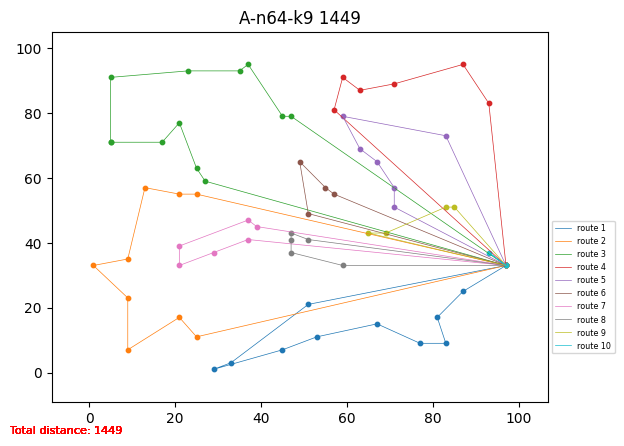 A-n64-k9 1449
100
80
60
40
20
0
0 20 40 60 80 100
route 1
route 2
route 3
route 4
route 5
route 6
route 7
route 8
route 9
route 10
Total distance: 1449